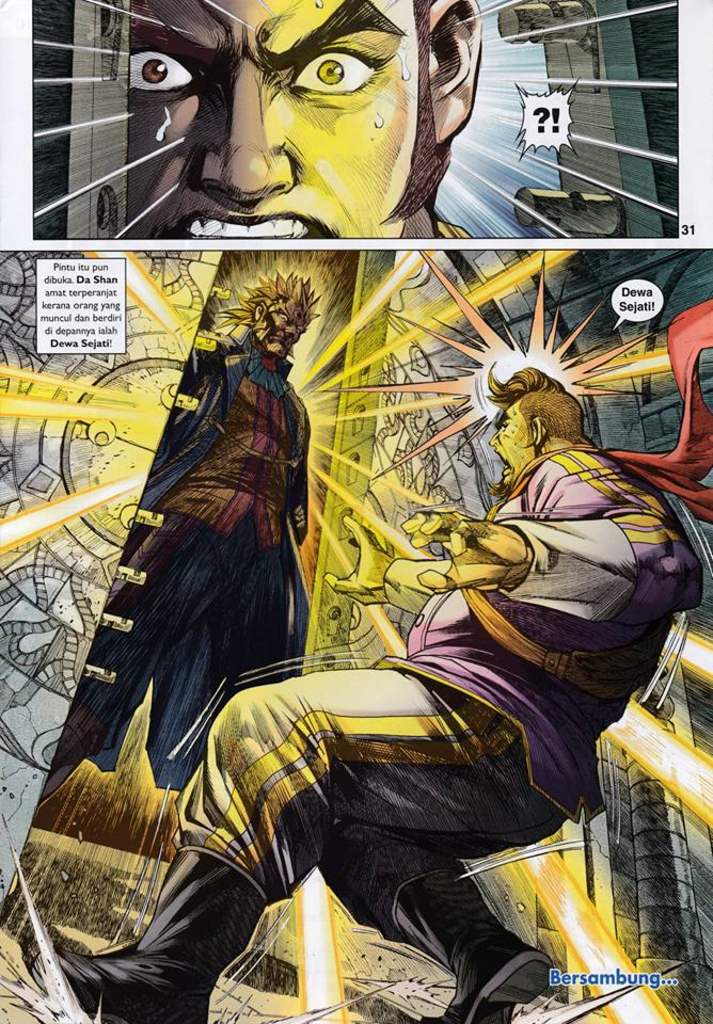 ?!
31
Pintu itu pun
dibuka. Da Shan
amat terperanjat
kerana orang yang
muncul dan berdiri
di depannya ialah
Dewa Sejati!
Dewa
Sejati!
Bersambung...